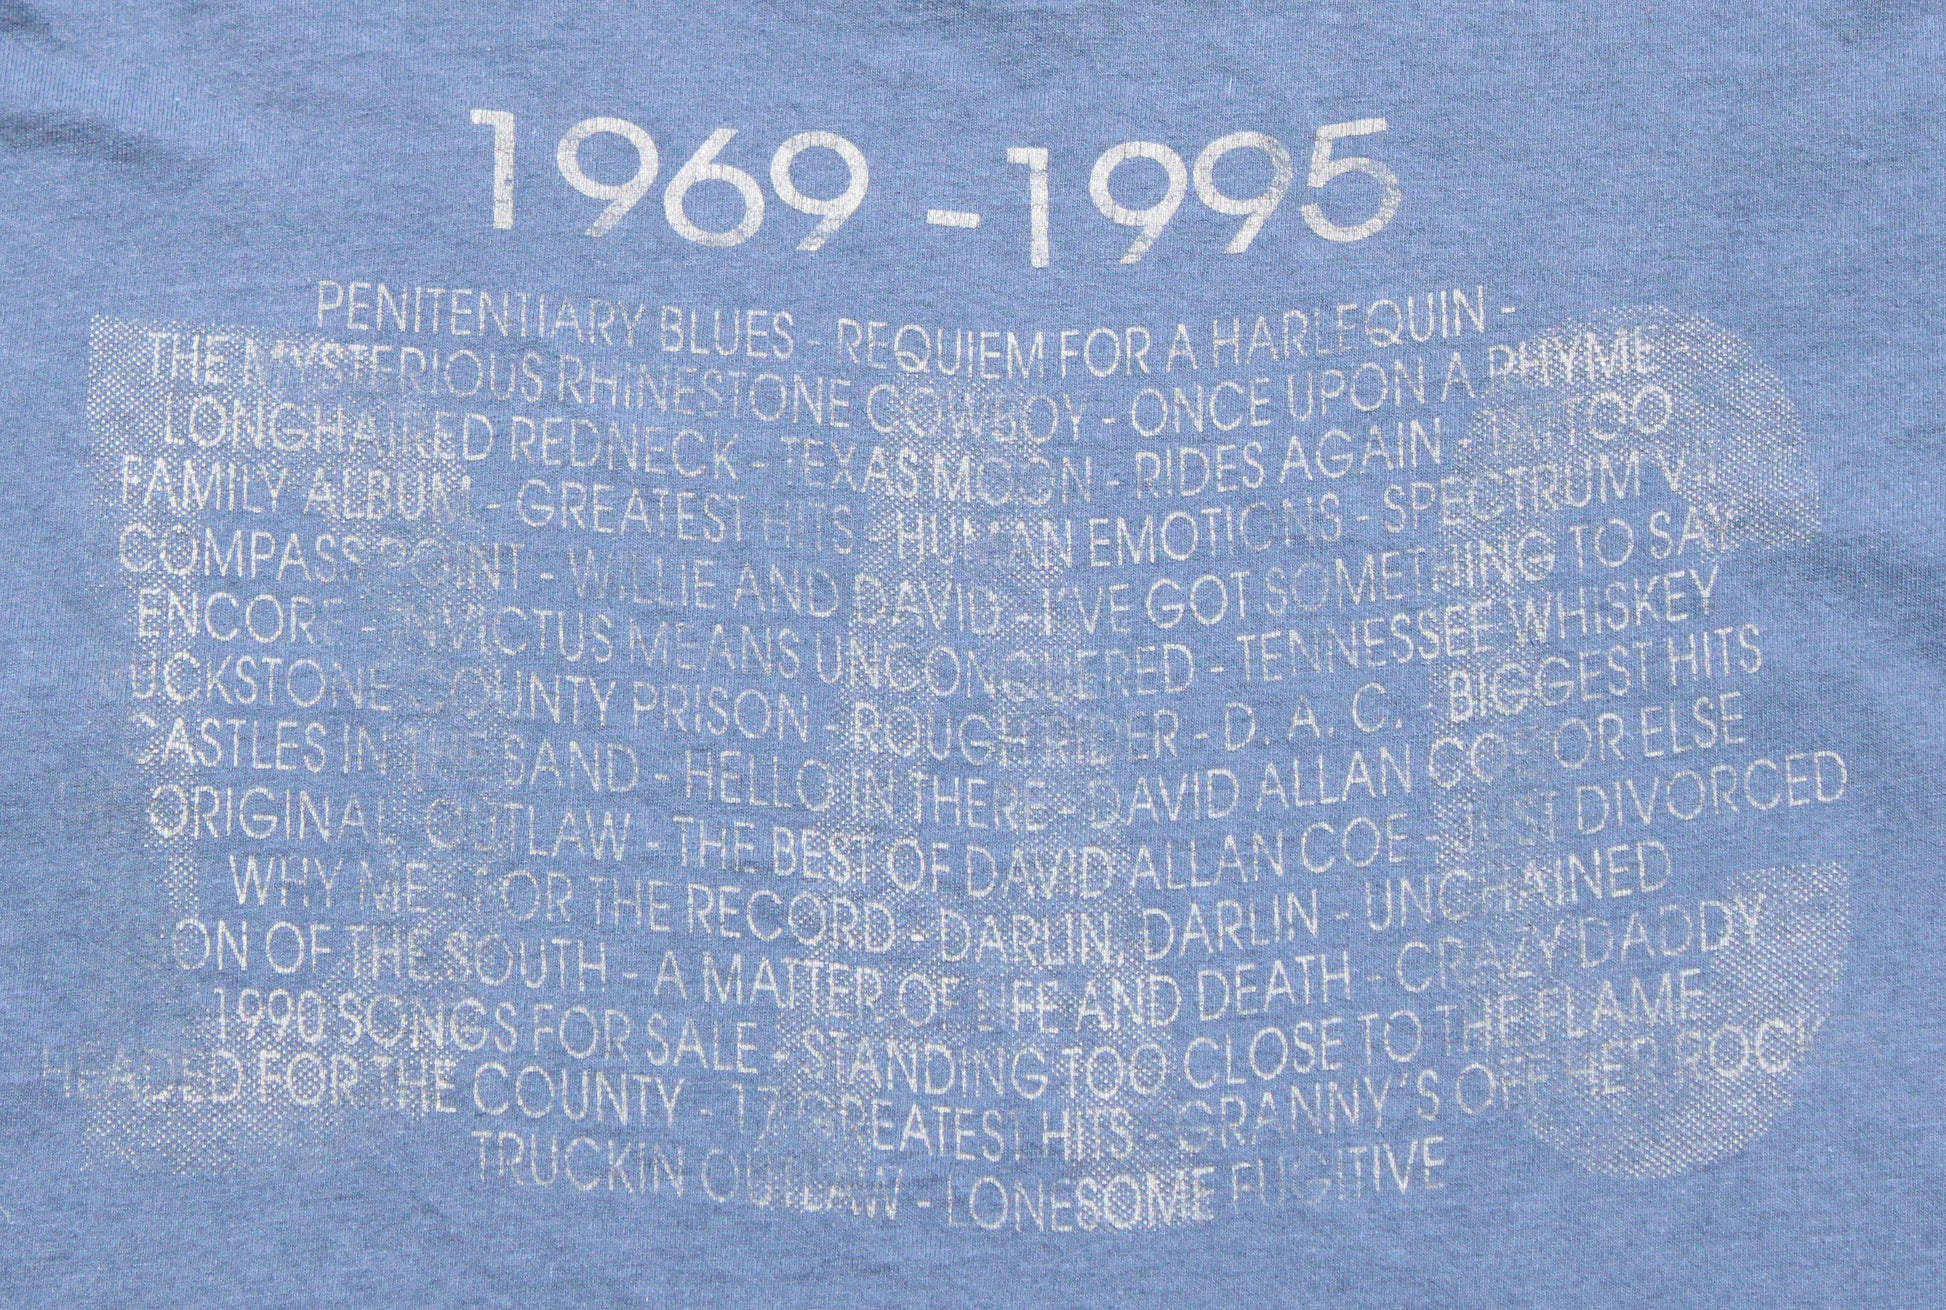 1969 - 1995
PENITENTIARY BLUES - REQUIEM FOR A HARLEQUIN -
THE MYSTERIOUS RHINESTONE COWBOY - ONCE UPON A RHYME -
LONGHAIRED REDNECK - TEXAS MOON - RIDES AGAIN - TATTOO
FAMILY ALBUM - GREATEST HITS - HUMAN EMOTIONS - SPECTRUM V
COMPASS POINT - WILLIE AND DAVID - I'VE GOT SOMETHING TO SAY
ENCORE - INVICTUS MEANS UNCONQUERED - TENNESSEE WHISKEY
UCKSTONE COUNTY PRISON - ROUGH RIDER - D. A. C. - BIGGEST HITS
CASTLES IN THE SAND - HELLO IN THERE - DAVID ALLAN COE OR ELSE
ORIGINAL OUTLAW - THE BEST OF DAVID ALLAN COE - JUST DIVORCED
WHY ME - FOR THE RECORD - DARLIN, DARLIN - UNCHAINED
ON OF THE SOUTH - A MATTER OF LIFE AND DEATH - CRAZY DADDY
1990 SONGS FOR SALE - STANDING TOO CLOSE TO THE FLAME
HEADED FOR THE COUNTY - 17 GREATEST HITS - GRANNY'S OFF HER ROCK
TRUCKIN OUTLAW - LONESOME FUGITIVE